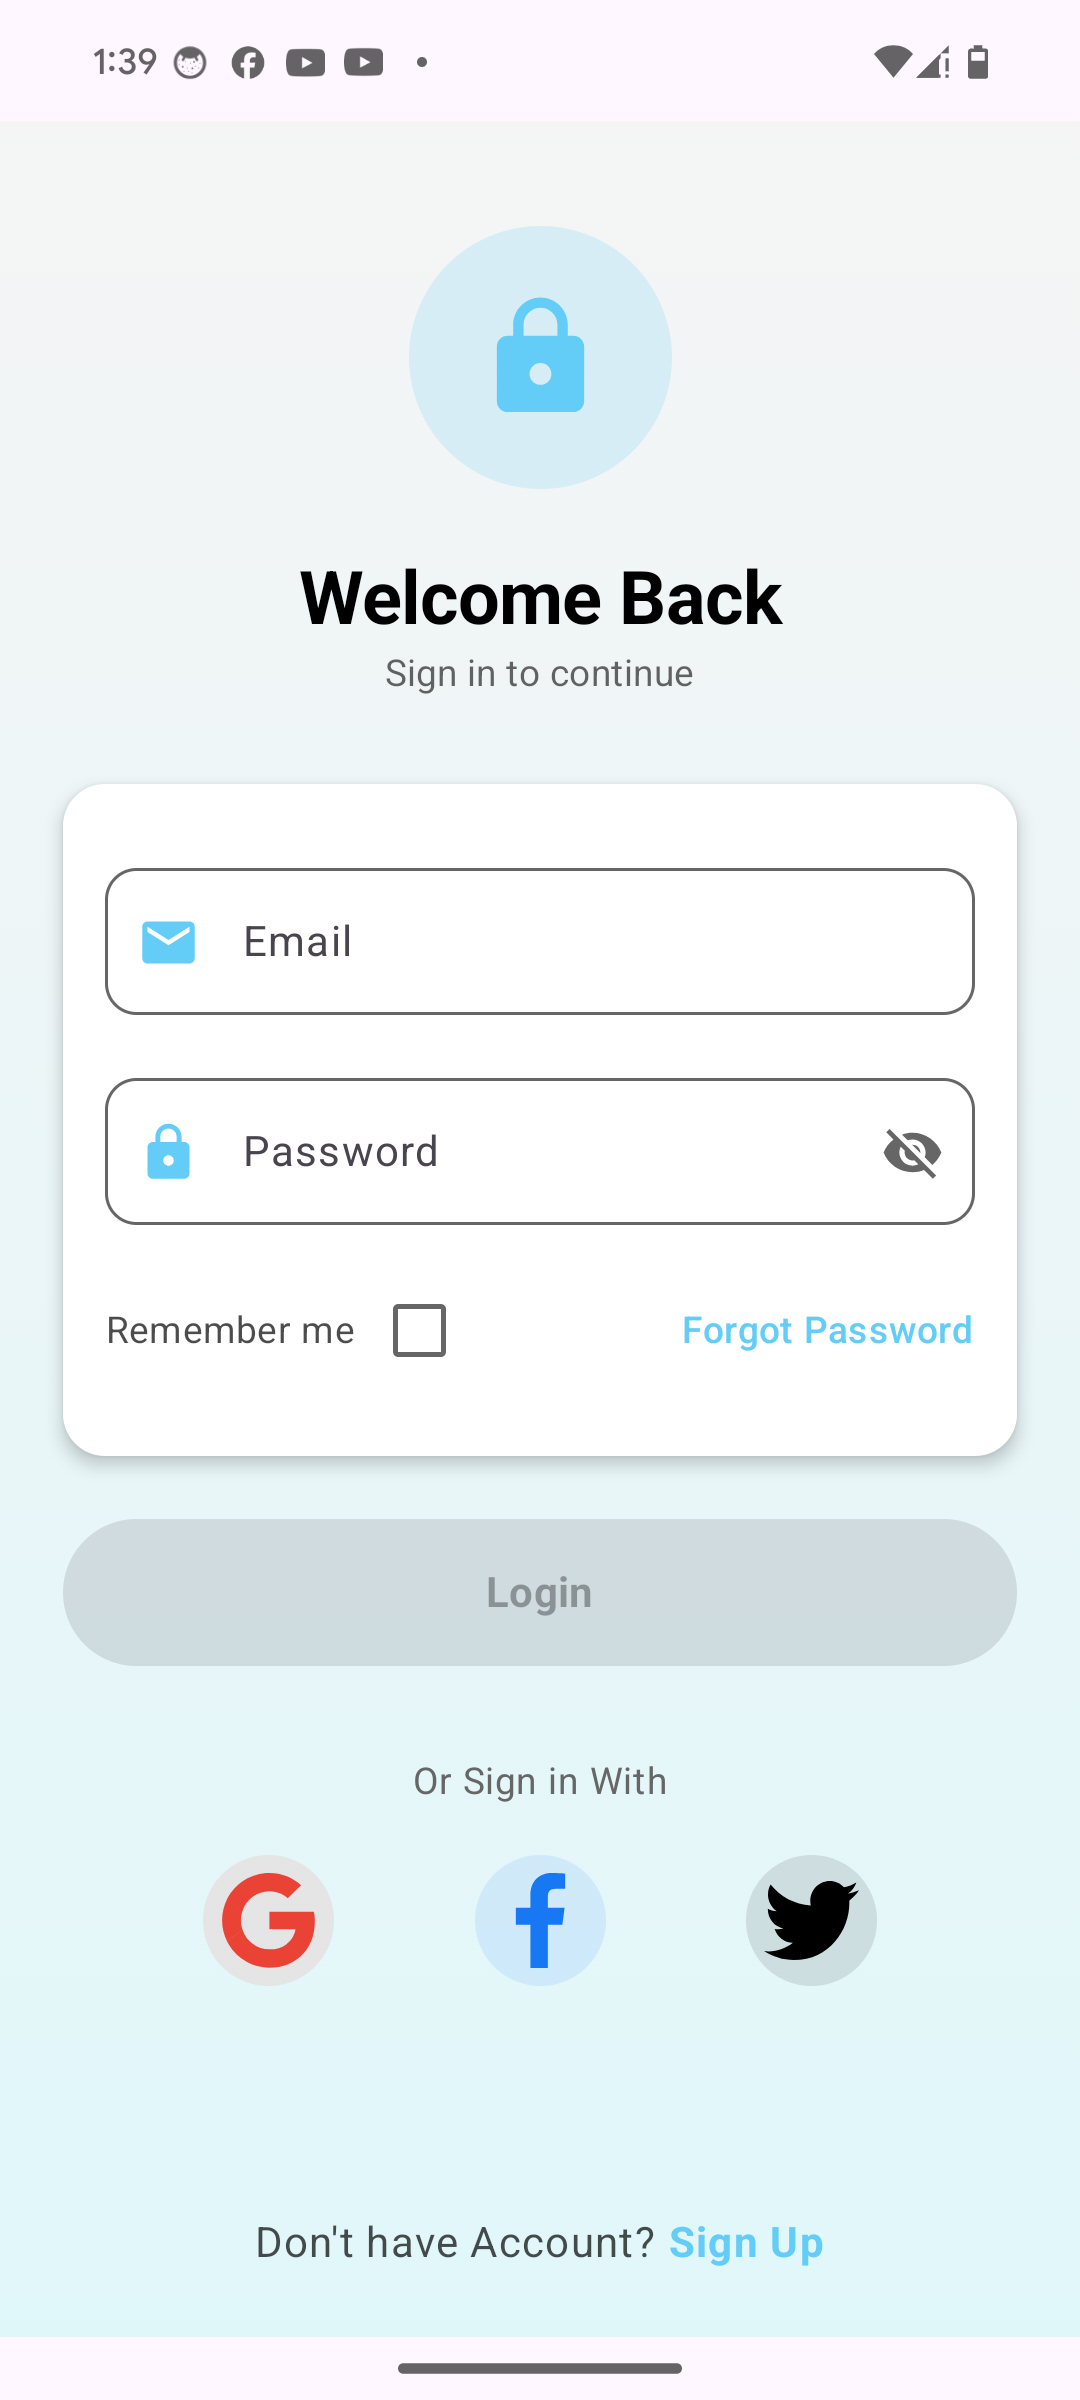 1:39
Welcome Back
Sign in to continue
Email
Password
Remember me
Forgot Password
Login
Or Sign in With
Don't have Account? Sign Up